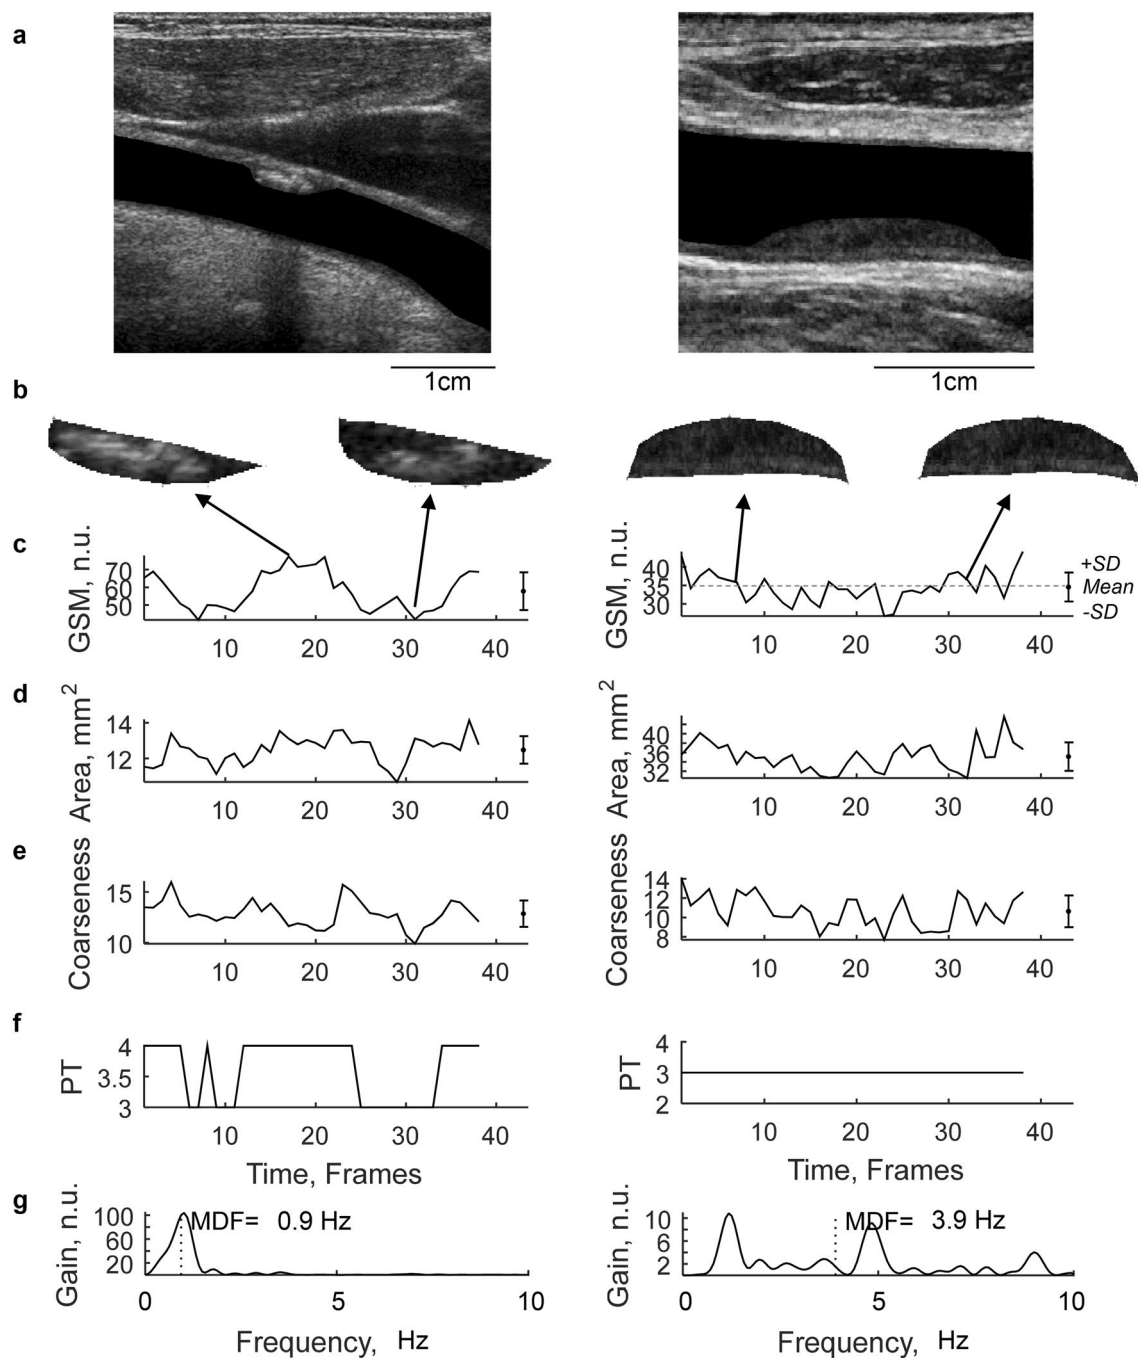 a
1cm 1cm
b
c
GSM, n.u. 70 60 50 10 20 30 40
GSM, n.u. 40 35 30 10 20 30 40 +SD Mean -SD
d
Area, mm² 14 12 10 20 30 40
Area, mm² 40 36 32 10 20 30 40
e
Coarseness 15 10 10 20 30 40
Coarseness 14 12 10 8 10 20 30 40
f
PT 4 3.5 3 10 20 30 40
Time, Frames
PT 4 3 2 10 20 30 40
Time, Frames
g
Gain, n.u. 100 80 60 40 20 MDF= 0.9 Hz
0 5 10
Frequency, Hz
Gain, n.u. 10 8 6 4 2 MDF= 3.9 Hz
0 5 10
Frequency, Hz